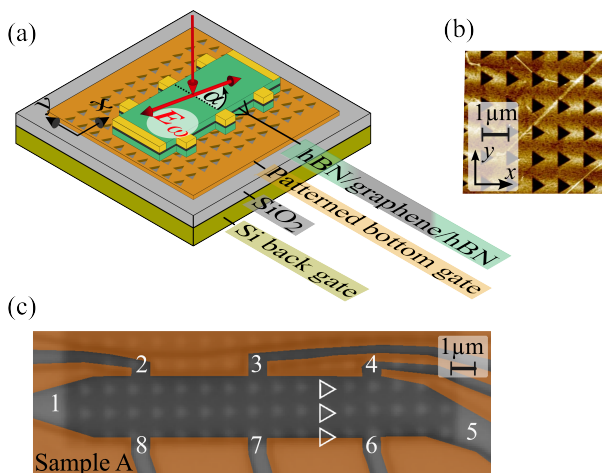 (a)
y
x
α
E_ω
hBN/graphene/hBN
Patterned bottom gate
SiO₂
Si back gate
(b)
1μm
y
x
(c)
1μm
2
3
4
1
5
8
7
6
Sample A